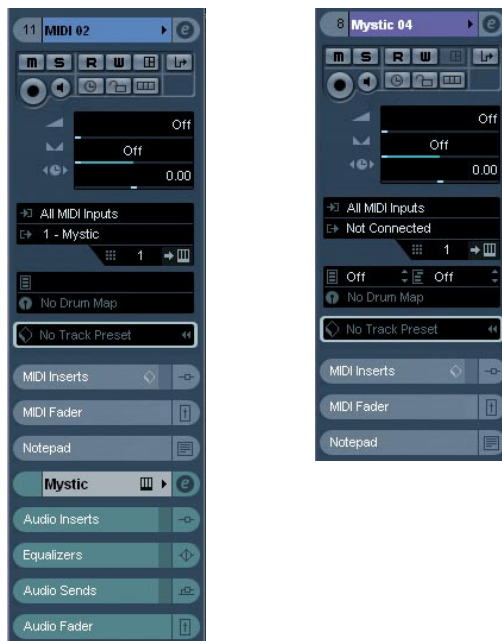 11 MIDI 02 e
m S R W
Off
Off
0.00
All MIDI Inputs
1 - Mystic
1
No Drum Map
No Track Preset
MIDI Inserts
MIDI Fader
Notepad
Mystic e
Audio Inserts
Equalizers
Audio Sends
Audio Fader
8 Mystic 04 e
m S R W
Off
Off
0.00
All MIDI Inputs
Not Connected
1
Off Off
No Drum Map
No Track Preset
MIDI Inserts
MIDI Fader
Notepad